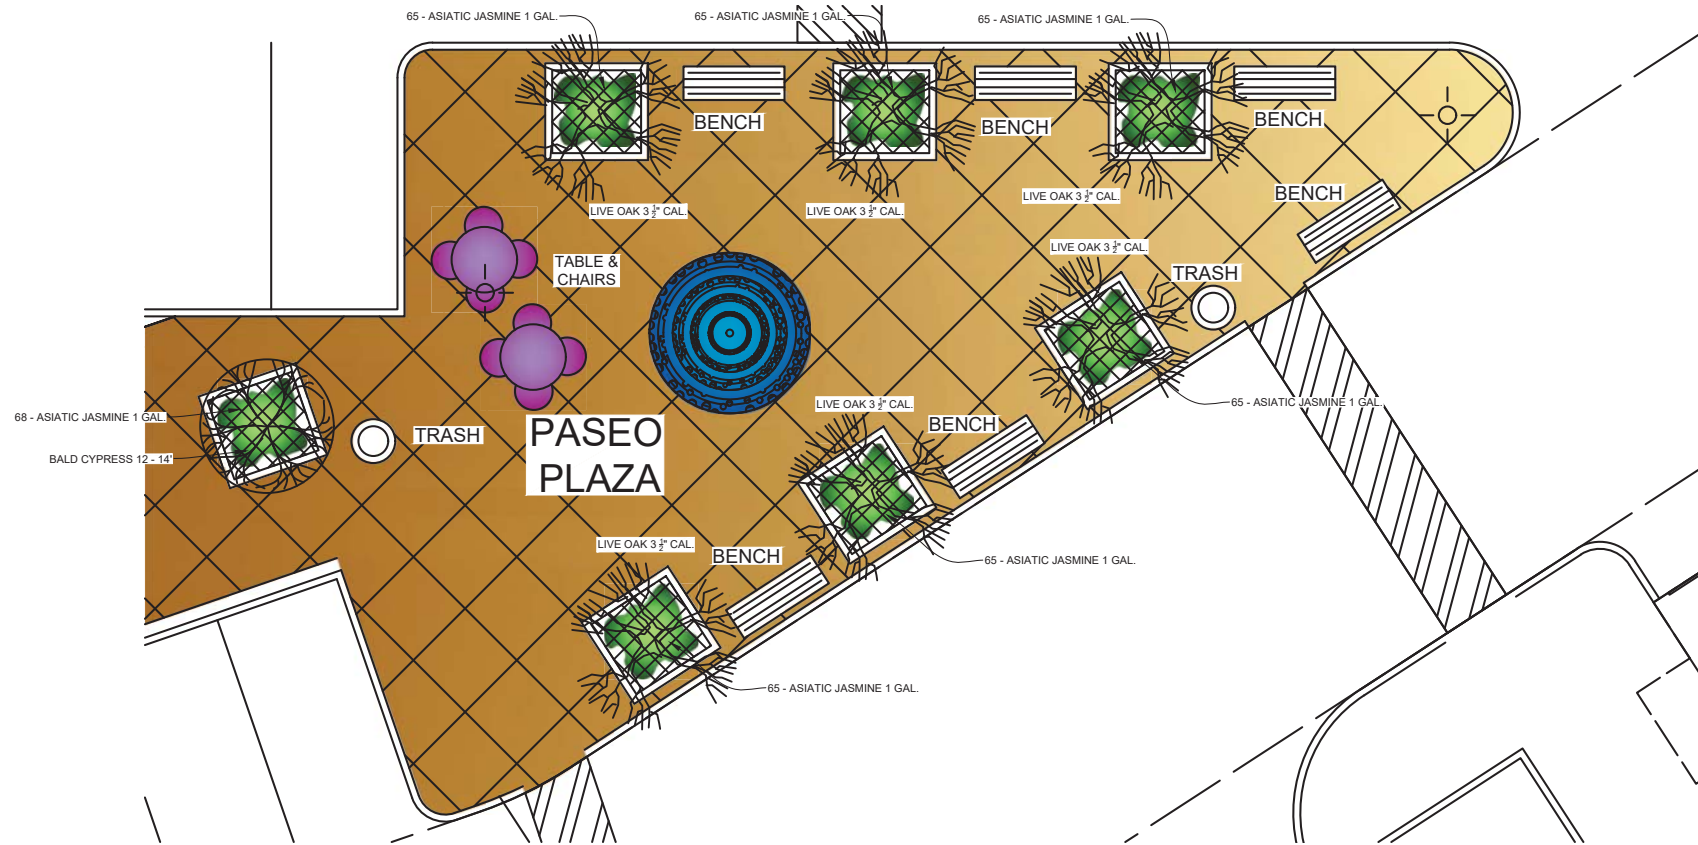 65 - ASIATIC JASMINE 1 GAL.
65 - ASIATIC JASMINE 1 GAL.
65 - ASIATIC JASMINE 1 GAL.
BENCH
BENCH
BENCH
BENCH
LIVE OAK 3 ½" CAL.
LIVE OAK 3 ½" CAL.
LIVE OAK 3 ½" CAL.
LIVE OAK 3 ½" CAL.
TABLE &
CHAIRS
TRASH
68 - ASIATIC JASMINE 1 GAL.
BALD CYPRESS 12 - 14'
TRASH
PASEO
PLAZA
LIVE OAK 3 ½" CAL.
BENCH
65 - ASIATIC JASMINE 1 GAL.
LIVE OAK 3 ½" CAL.
BENCH
65 - ASIATIC JASMINE 1 GAL.
65 - ASIATIC JASMINE 1 GAL.